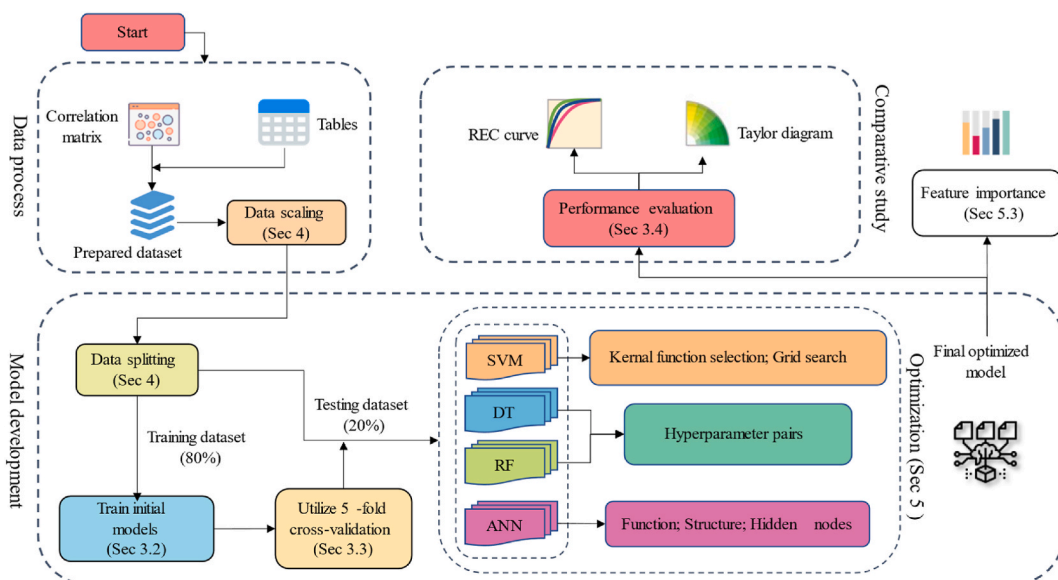 Start
Data process
Correlation
matrix
Tables
Prepared dataset
Data scaling
(Sec 4)
REC curve
Taylor diagram
Performance evaluation
(Sec 3.4)
Comparative study
Feature importance
(Sec 5.3)
Model development
Data splitting
(Sec 4)
Training dataset
(80%)
Testing dataset
(20%)
Train initial
models
(Sec 3.2)
Utilize 5 -fold
cross-validation
(Sec 3.3)
SVM
Kernal function selection; Grid search
DT
RF
Hyperparameter pairs
ANN
Function; Structure; Hidden nodes
Optimization (Sec 5 )
Final optimized
model